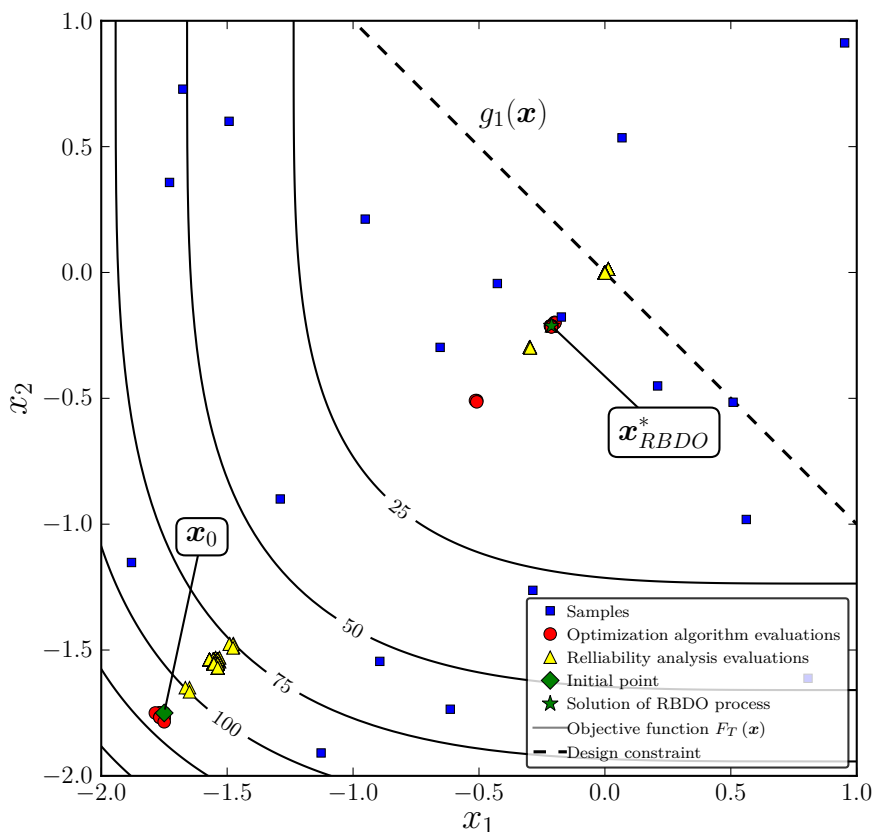 1.0
0.5
0.0
−0.5
−1.0
−1.5
−2.0
x₂
g₁(x)
x*RBDO
x₀
25
50
75
100
Samples
Optimization algorithm evaluations
Relliability analysis evaluations
Initial point
Solution of RBDO process
Objective function F_T (x)
Design constraint
−2.0 −1.5 −1.0 −0.5 0.0 0.5 1.0
x₁